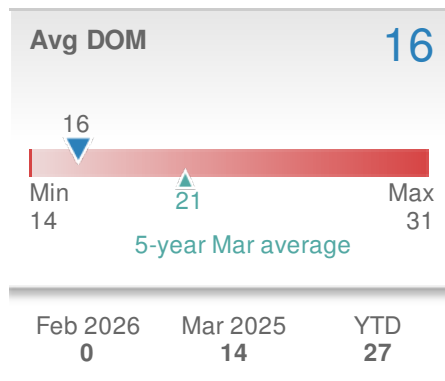 Avg DOM 16
16
Min Max
14 21 31
5-year Mar average
Feb 2026 Mar 2025 YTD
0 14 27